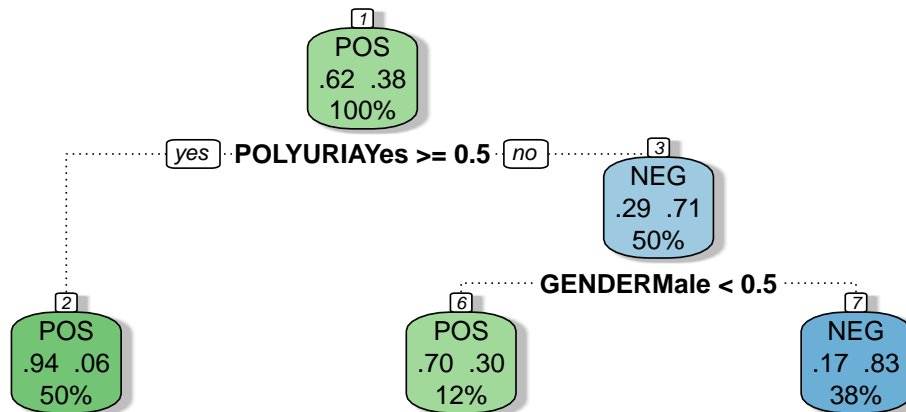 1
POS
.62 .38
100%
yes POLYURIAYes >= 0.5 no
3
NEG
.29 .71
50%
GENDERMale < 0.5
2
POS
.94 .06
50%
6
POS
.70 .30
12%
7
NEG
.17 .83
38%